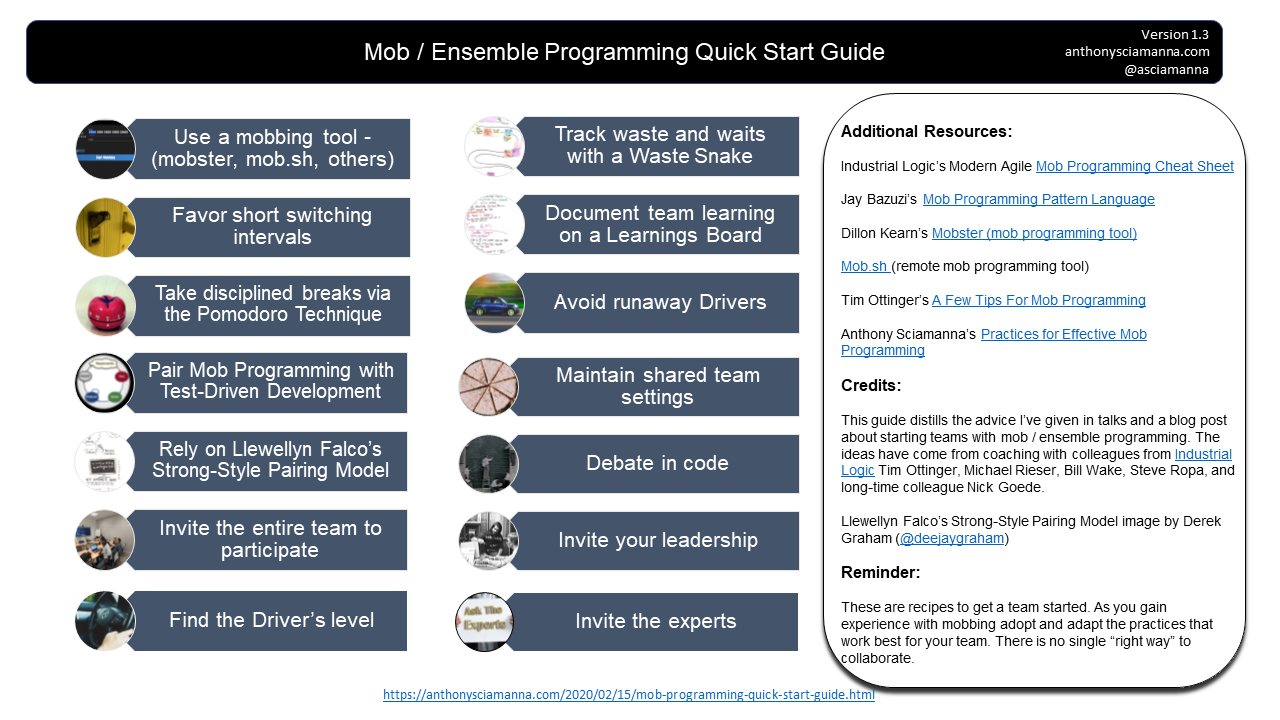 Mob / Ensemble Programming Quick Start Guide
Version 1.3
anthonysciamanna.com
@asciamanna
Use a mobbing tool -
(mobster, mob.sh, others)
Favor short switching
intervals
Take disciplined breaks via
the Pomodoro Technique
Pair Mob Programming with
Test-Driven Development
Rely on Llewellyn Falco’s
Strong-Style Pairing Model
Invite the entire team to
participate
Find the Driver’s level
Track waste and waits
with a Waste Snake
Document team learning
on a Learnings Board
Avoid runaway Drivers
Maintain shared team
settings
Debate in code
Invite your leadership
Ask The
Experts
Invite the experts
Additional Resources:
Industrial Logic’s Modern Agile Mob Programming Cheat Sheet
Jay Bazuzi’s Mob Programming Pattern Language
Dillon Kearn’s Mobster (mob programming tool)
Mob.sh (remote mob programming tool)
Tim Ottinger’s A Few Tips For Mob Programming
Anthony Sciamanna’s Practices for Effective Mob
Programming
Credits:
This guide distills the advice I’ve given in talks and a blog post
about starting teams with mob / ensemble programming. The
ideas have come from coaching with colleagues from Industrial
Logic Tim Ottinger, Michael Rieser, Bill Wake, Steve Ropa, and
long-time colleague Nick Goede.
Llewellyn Falco’s Strong-Style Pairing Model image by Derek
Graham (@deejaygraham)
Reminder:
These are recipes to get a team started. As you gain
experience with mobbing adopt and adapt the practices that
work best for your team. There is no single “right way” to
collaborate.
https://anthonysciamanna.com/2020/02/15/mob-programming-quick-start-guide.html